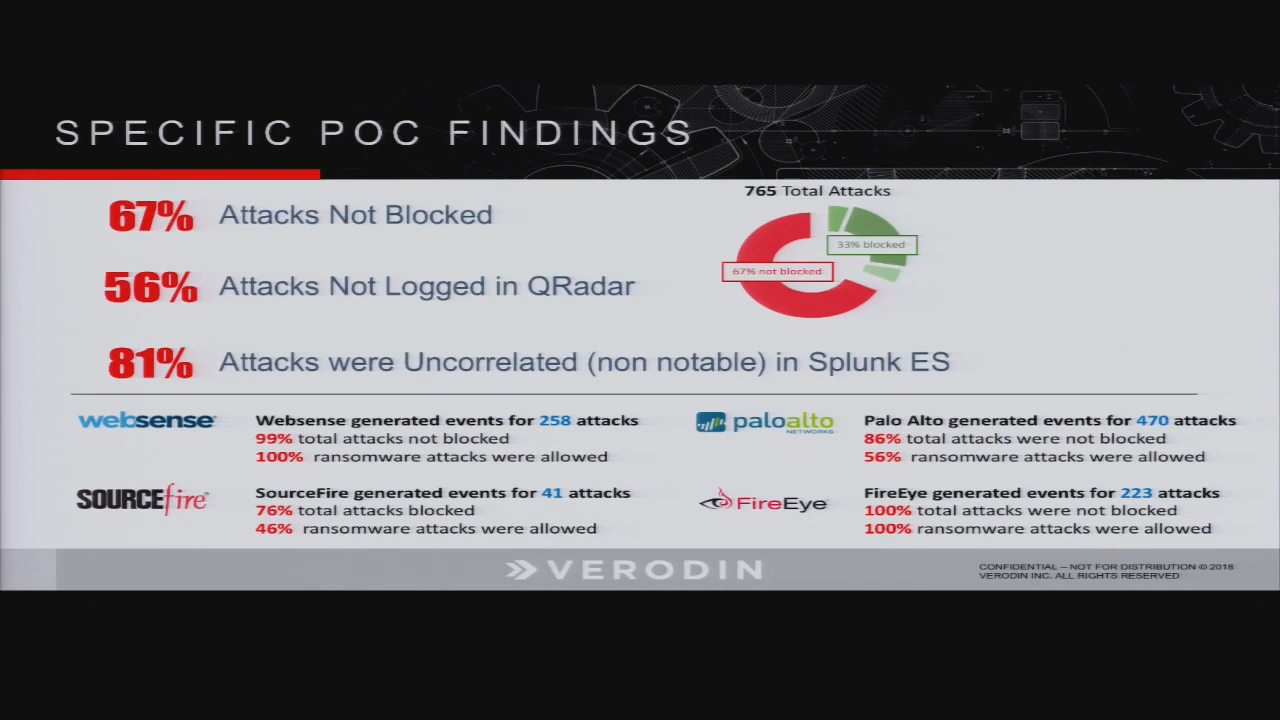 SPECIFIC POC FINDINGS
765 Total Attacks
67% Attacks Not Blocked
33% blocked
67% not blocked
56% Attacks Not Logged in QRadar
81% Attacks were Uncorrelated (non notable) in Splunk ES
websense
Websense generated events for 258 attacks
99% total attacks not blocked
100% ransomware attacks were allowed
paloalto
NETWORKS
Palo Alto generated events for 470 attacks
86% total attacks were not blocked
56% ransomware attacks were allowed
SOURCEfire
SourceFire generated events for 41 attacks
76% total attacks blocked
46% ransomware attacks were allowed
FireEye
FireEye generated events for 223 attacks
100% total attacks were not blocked
100% ransomware attacks were allowed
VERODIN
CONFIDENTIAL – NOT FOR DISTRIBUTION © 2018
VERODIN INC. ALL RIGHTS RESERVED